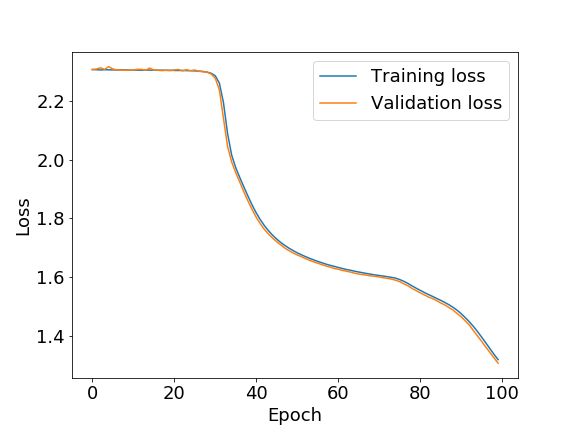 Training loss
Validation loss
2.2
2.0
1.8
1.6
1.4
Loss
0 20 40 60 80 100
Epoch